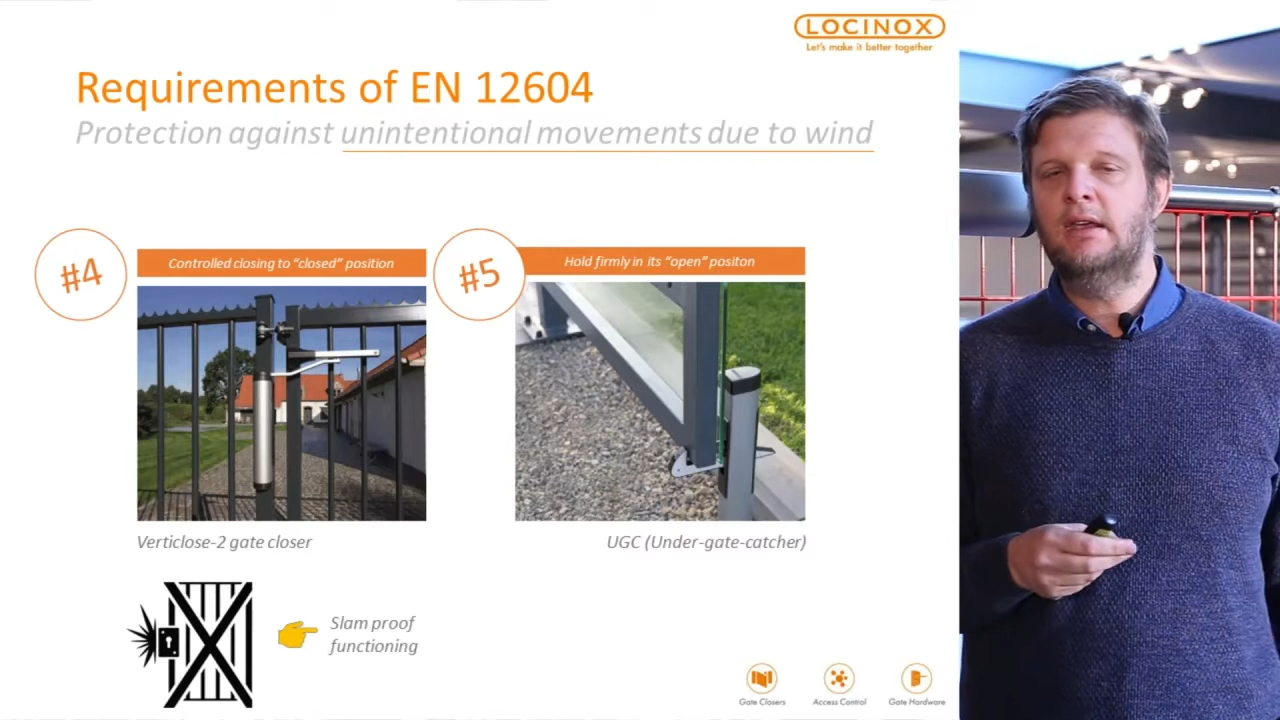 LOCINOX
Let's make it better together
Requirements of EN 12604
Protection against unintentional movements due to wind
#4
Controlled closing to “closed” position
#5
Hold firmly in its “open” positon
Verticlose-2 gate closer
UGC (Under-gate-catcher)
Slam proof
functioning
Gate Closers
Access Control
Gate Hardware